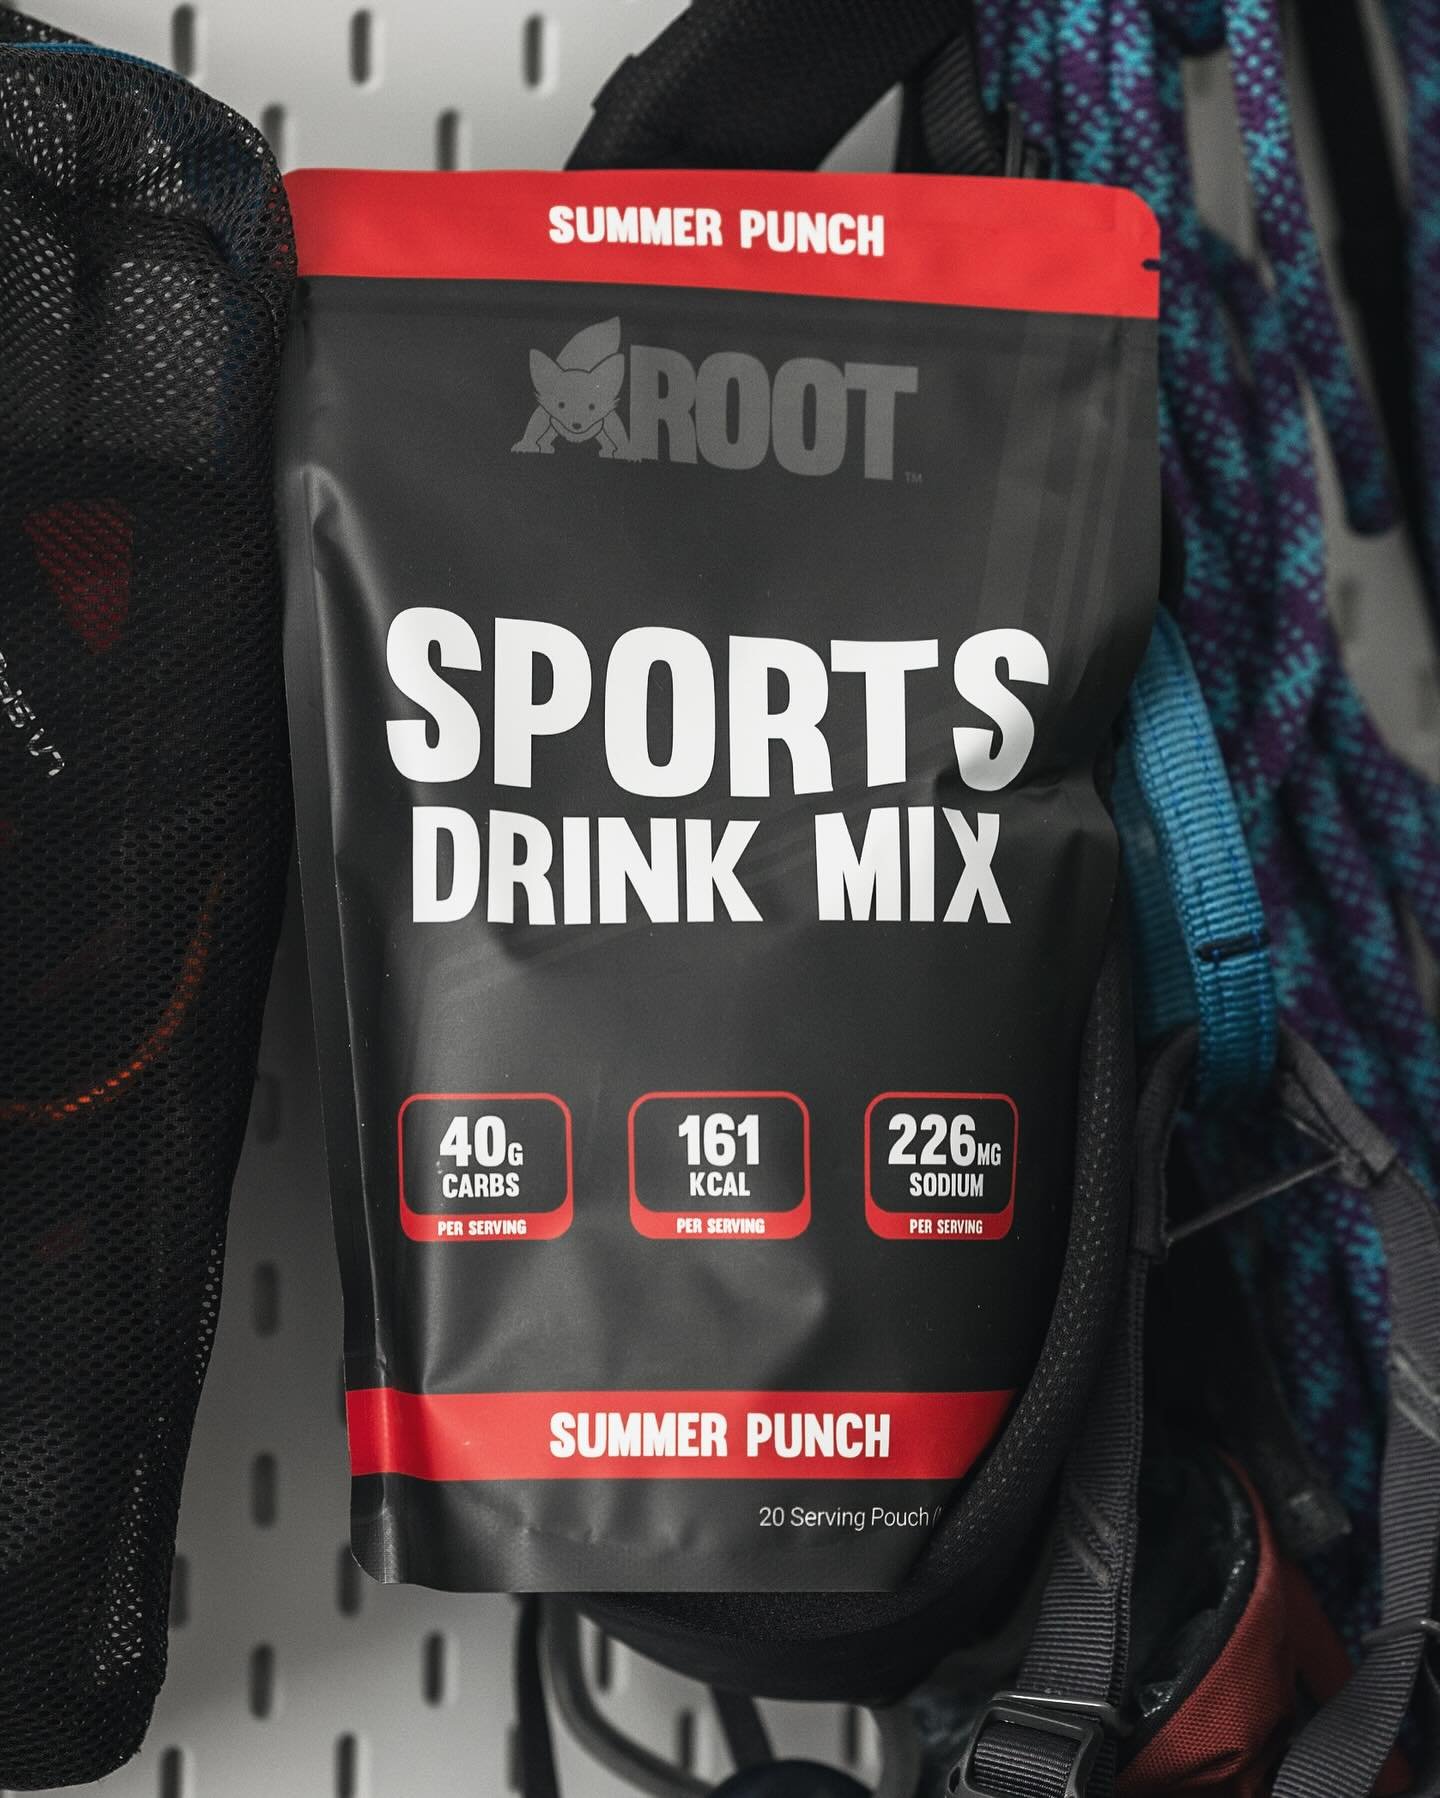 SUMMER PUNCH
ROOT™
SPORTS
DRINK MIX
40G
CARBS
PER SERVING
161
KCAL
PER SERVING
226MG
SODIUM
PER SERVING
SUMMER PUNCH
20 Serving Pouch